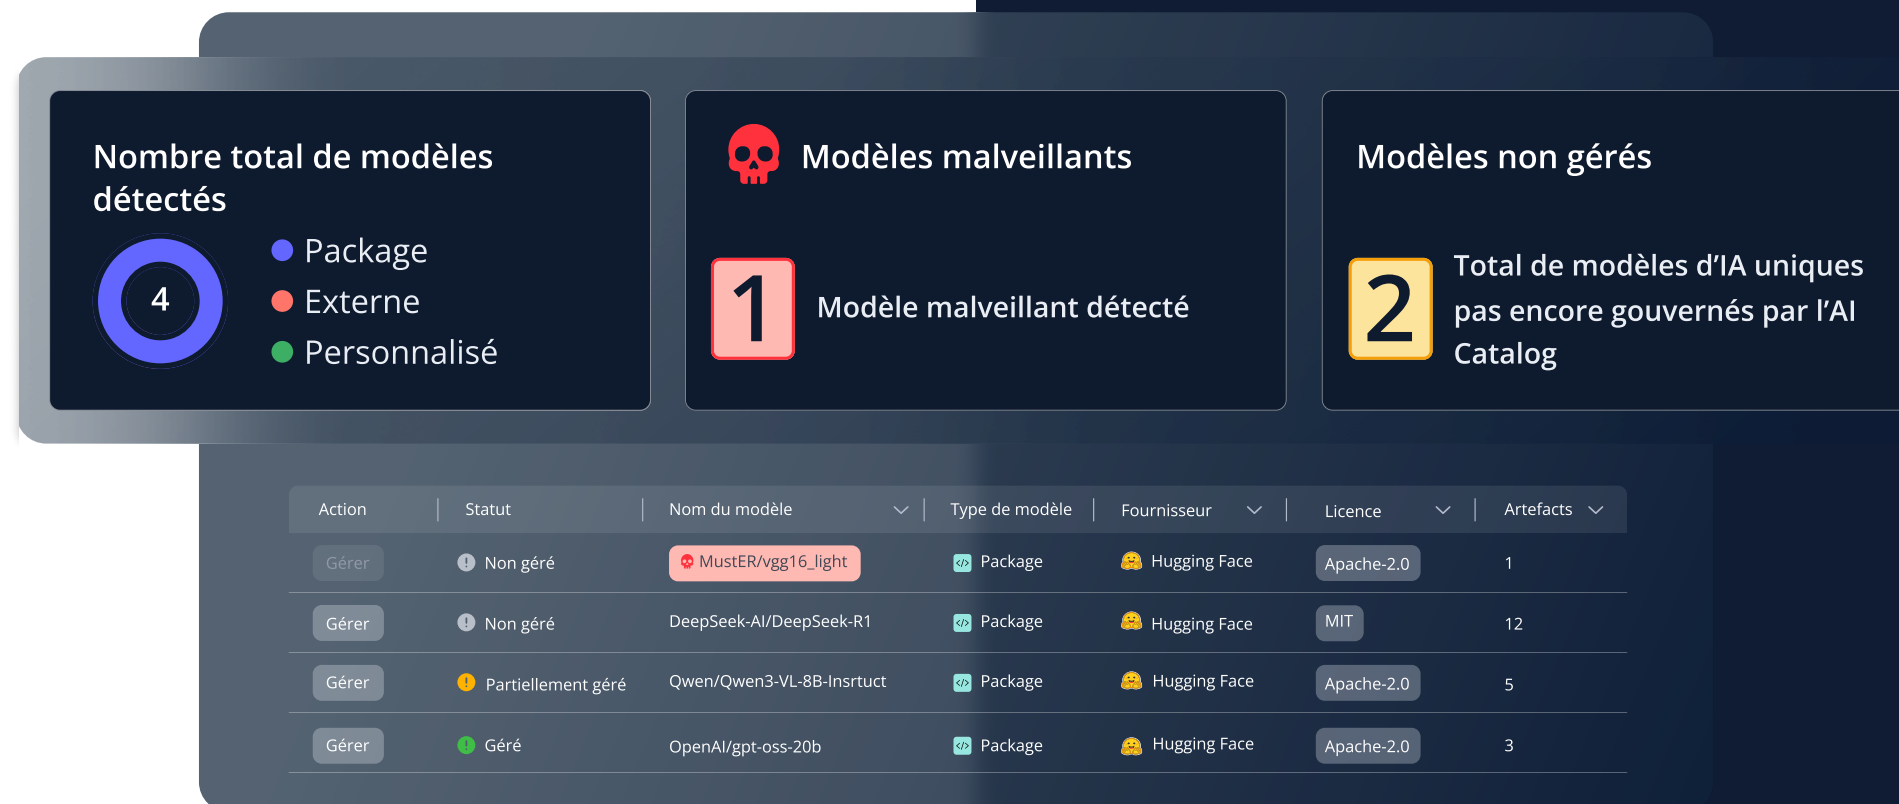 Nombre total de modèles
détectés
4
Package
Externe
Personnalisé
Modèles malveillants
1
Modèle malveillant détecté
Modèles non gérés
2
Total de modèles d’IA uniques
pas encore gouvernés par l’AI
Catalog
Action Statut Nom du modèle Type de modèle Fournisseur Licence Artefacts
Gérer Non géré MustER/vgg16_light Package Hugging Face Apache-2.0 1
Gérer Non géré DeepSeek-AI/DeepSeek-R1 Package Hugging Face MIT 12
Gérer Partiellement géré Qwen/Qwen3-VL-8B-Insrtuct Package Hugging Face Apache-2.0 5
Gérer Géré OpenAI/gpt-oss-20b Package Hugging Face Apache-2.0 3